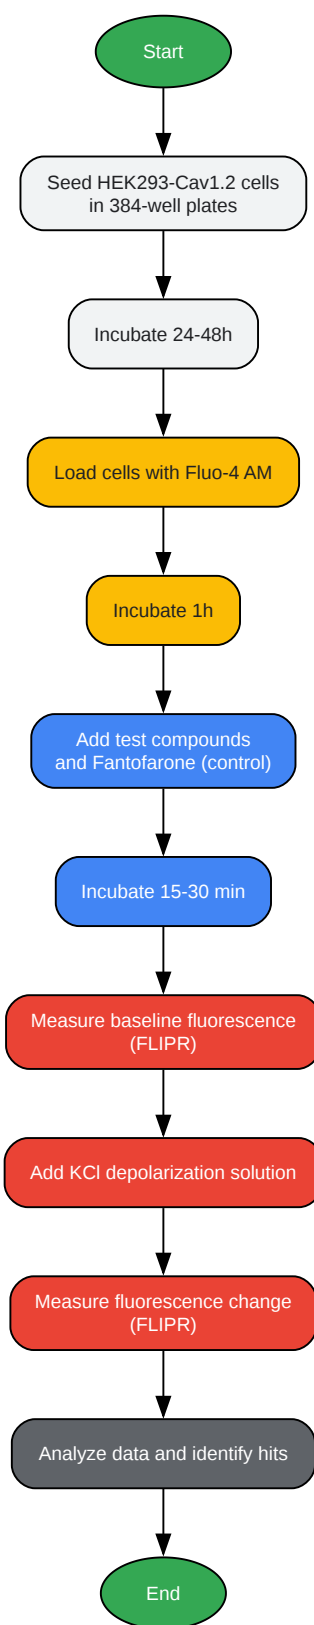 Start
Seed HEK293-Cav1.2 cells
in 384-well plates
Incubate 24-48h
Load cells with Fluo-4 AM
Incubate 1h
Add test compounds
and Fantofarone (control)
Incubate 15-30 min
Measure baseline fluorescence
(FLIPR)
Add KCl depolarization solution
Measure fluorescence change
(FLIPR)
Analyze data and identify hits
End